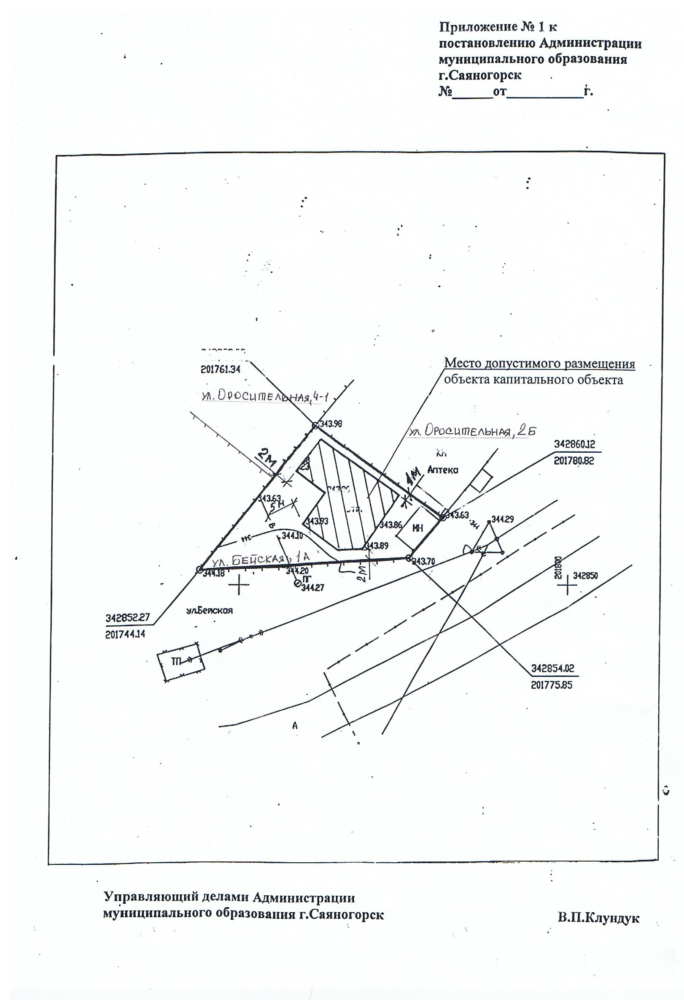 Приложение № 1 к
постановлению Администрации
муниципального образования
г.Саяногорск
№______от___________г.
201761.34
Место допустимого размещения
объекта капитального объекта
ул. Оросительная, 4-1
343.98
ул. Оросительная, 2Б
342860.12
201780.82
КН
Аптека
2М
1М
343.63
5М
В
343.93
343.86
МН
343.63
344
344.29
344
344.10
343.89
ул. Бейская, 1А
343.70
344.18
344.20
2М
ПГ
344.27
201800
342850
ул.Бейская
342852.27
201744.14
ТП
342854.02
201775.85
А
Управляющий делами Администрации
муниципального образования г.Саяногорск
В.П.Клундук